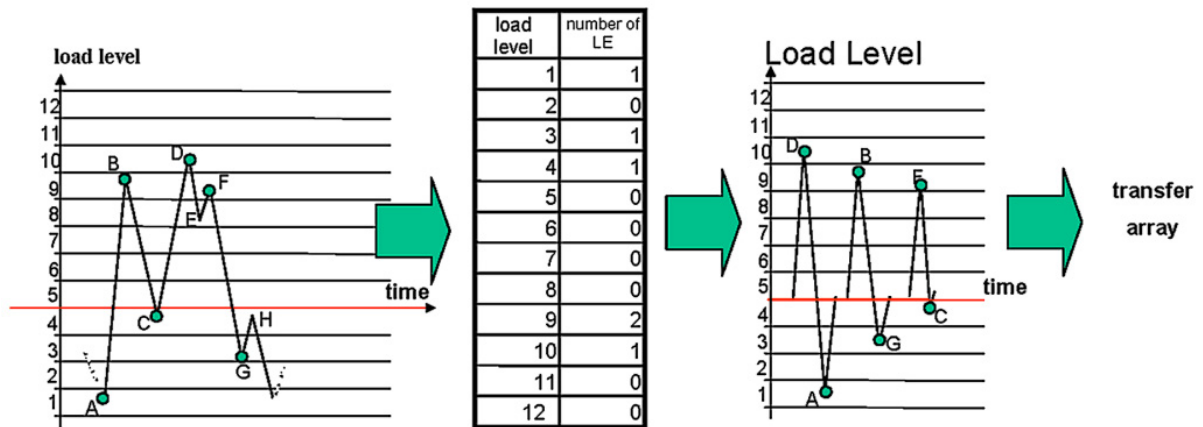 load level
12
11
10
9
8
7
6
5
4
3
2
1
A
B
C
D
E
F
G
H
time
load level number of LE
1 1
2 0
3 1
4 1
5 0
6 0
7 0
8 0
9 2
10 1
11 0
12 0
Load Level
12
11
10
9
8
7
6
5
4
3
2
1
D
B
A
G
C
time
transfer
array